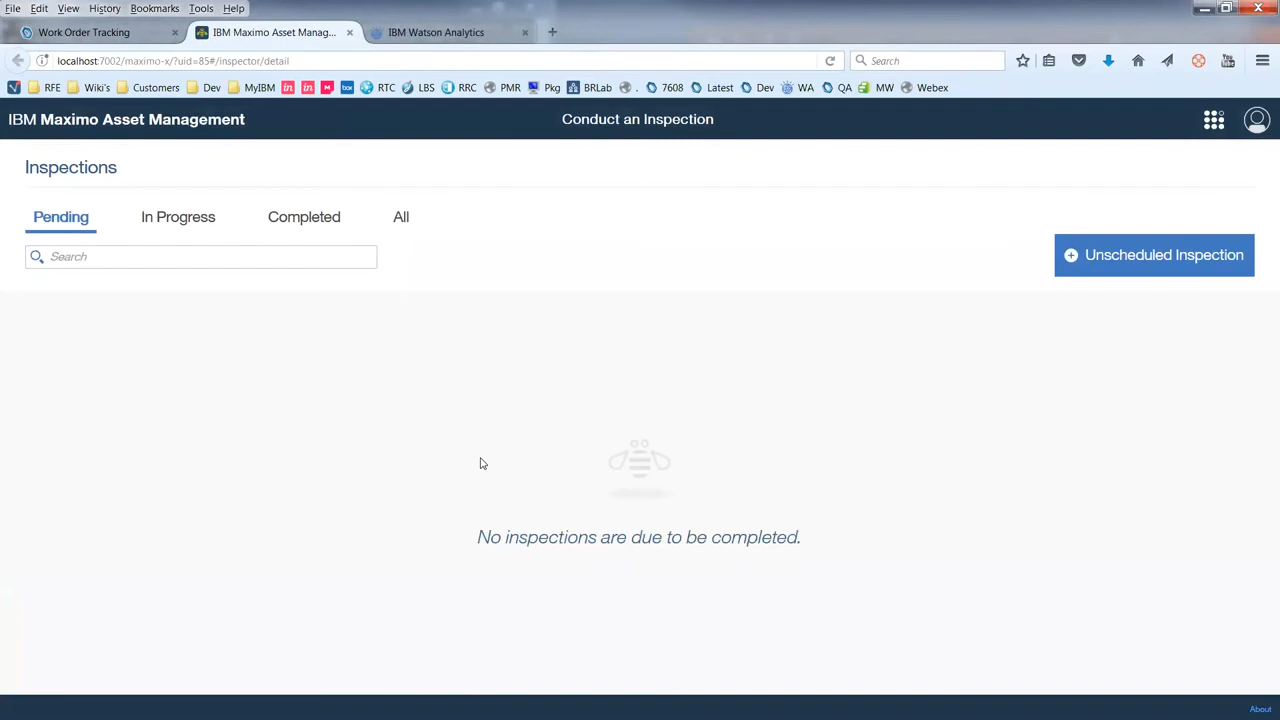 File Edit View History Bookmarks Tools Help
Work Order Tracking × IBM Maximo Asset Manag... × IBM Watson Analytics × +
localhost:7002/maximo-x/?uid=85#/inspector/detail Search
RFE Wiki's Customers Dev MyIBM in in M box RTC LBS RRC PMR Pkg BRLab . 7608 Latest Dev WA QA MW Webex
IBM Maximo Asset Management Conduct an Inspection
Inspections
Pending In Progress Completed All
Search
Unscheduled Inspection
No inspections are due to be completed.
About